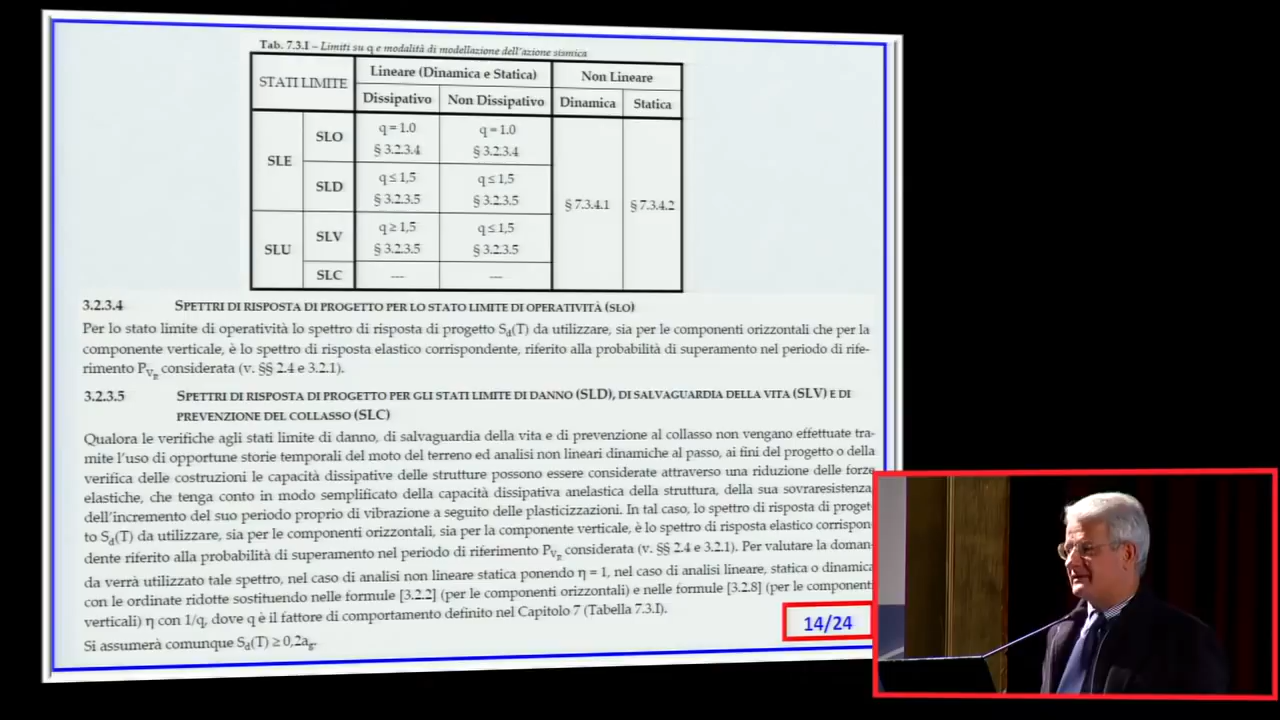 Tab. 7.3.I – Limiti su q e modalità di modellazione dell'azione sismica
STATI LIMITE Lineare (Dinamica e Statica) Non Lineare
Dissipativo Non Dissipativo Dinamica Statica
SLE SLO q = 1.0 § 3.2.3.4 q = 1.0 § 3.2.3.4
SLD q ≤ 1,5 § 3.2.3.5 q ≤ 1,5 § 3.2.3.5
§ 7.3.4.1 § 7.3.4.2
SLU SLV q ≥ 1,5 § 3.2.3.5 q ≤ 1,5 § 3.2.3.5
SLC --- ---
3.2.3.4 SPETTRI DI RISPOSTA DI PROGETTO PER LO STATO LIMITE DI OPERATIVITÀ (SLO)
Per lo stato limite di operatività lo spettro di risposta di progetto Sd(T) da utilizzare, sia per le componenti orizzontali che per la
componente verticale, è lo spettro di risposta elastico corrispondente, riferito alla probabilità di superamento nel periodo di rife-
rimento PVR considerata (v. §§ 2.4 e 3.2.1).
3.2.3.5 SPETTRI DI RISPOSTA DI PROGETTO PER GLI STATI LIMITE DI DANNO (SLD), DI SALVAGUARDIA DELLA VITA (SLV) E DI
PREVENZIONE DEL COLLASSO (SLC)
Qualora le verifiche agli stati limite di danno, di salvaguardia della vita e di prevenzione al collasso non vengano effettuate tra-
mite l'uso di opportune storie temporali del moto del terreno ed analisi non lineari dinamiche al passo, ai fini del progetto o della
verifica delle costruzioni le capacità dissipative delle strutture possono essere considerate attraverso una riduzione delle forze
elastiche, che tenga conto in modo semplificato della capacità dissipativa anelastica della struttura, della sua sovraresistenza,
dell'incremento del suo periodo proprio di vibrazione a seguito delle plasticizzazioni. In tal caso, lo spettro di risposta di proget-
to Sd(T) da utilizzare, sia per le componenti orizzontali, sia per la componente verticale, è lo spettro di risposta elastico corrispon-
dente riferito alla probabilità di superamento nel periodo di riferimento PVR considerata (v. §§ 2.4 e 3.2.1). Per valutare la doman-
da verrà utilizzato tale spettro, nel caso di analisi non lineare statica ponendo η = 1, nel caso di analisi lineare, statica o dinamica
con le ordinate ridotte sostituendo nelle formule [3.2.2] (per le componenti orizzontali) e nelle formule [3.2.8] (per le componenti
verticali) η con 1/q, dove q è il fattore di comportamento definito nel Capitolo 7 (Tabella 7.3.I).
Si assumerà comunque Sd(T) ≥ 0,2ag.
14/24